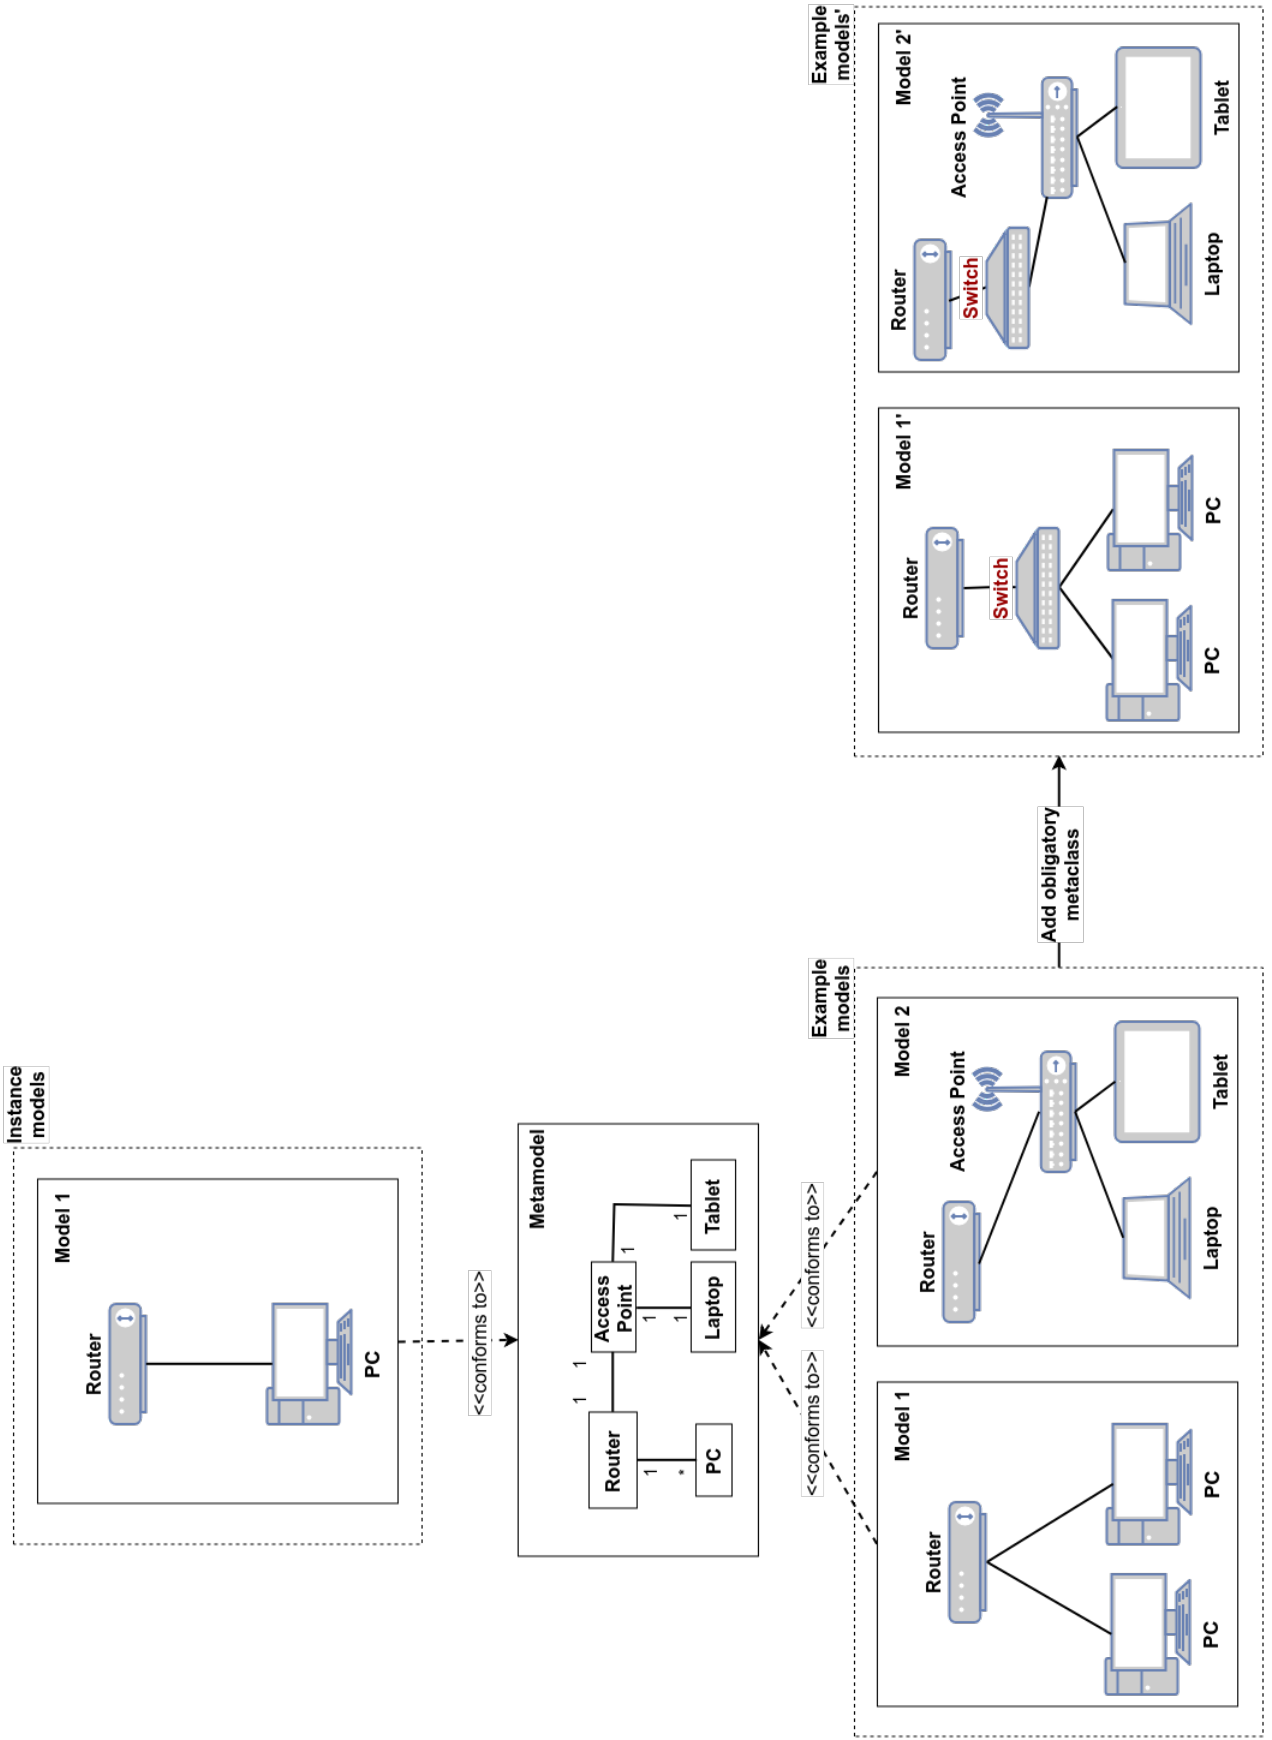 Instance
models
Model 1
Router
PC
<<conforms to>>
Metamodel
Router
1
*
PC
1
1
Access
Point
1
1
Laptop
1
1
Tablet
<<conforms to>>
<<conforms to>>
Example
models
Model 1
Router
PC
PC
Model 2
Router
Access Point
Laptop
Tablet
Add obligatory
metaclass
Example
models'
Model 1'
Router
Switch
PC
PC
Model 2'
Router
Switch
Access Point
Laptop
Tablet